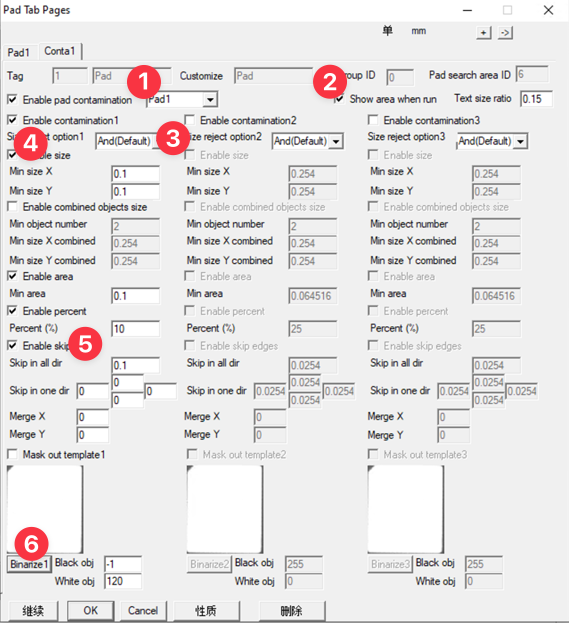 Pad Tab Pages
单 mm + ->
Pad1 Conta1
Tag 1 Pad Customize Pad roup ID 0 Pad search area ID 6
Enable pad contamination 1 Pad1 2 Show area when run Text size ratio 0.15
Enable contamination1 Enable contamination2 Enable contamination3
Siz 4 ct option1 And(Default) 3 ize reject option2 And(Default) Size reject option3 And(Default)
le size Enable size Enable size
Min size X 0.1 Min size X 0.254 Min size X 0.254
Min size Y 0.1 Min size Y 0.254 Min size Y 0.254
Enable combined objects size Enable combined objects size Enable combined objects size
Min object number 2 Min object number 2 Min object number 2
Min size X combined 0.254 Min size X combined 0.254 Min size X combined 0.254
Min size Y combined 0.254 Min size Y combined 0.254 Min size Y combined 0.254
Enable area Enable area Enable area
Min area 0.1 Min area 0.064516 Min area 0.064516
Enable percent Enable percent Enable percent
Percent (%) 10 Percent (%) 25 Percent (%) 25
Enable skip 5 Enable skip edges Enable skip edges
Skip in all dir 0.1 Skip in all dir 0.0254 Skip in all dir 0.0254
0 0.0254 0.0254
Skip in one dir 0 0 Skip in one dir 0.0254 0.0254 Skip in one dir 0.0254 0.0254
0 0.0254 0.0254
Merge X 0 Merge X 0 Merge X 0
Merge Y 0 Merge Y 0 Merge Y 0
Mask out template1 Mask out template2 Mask out template3
6
Binarize1 Black obj -1 Binarize2 Black obj 255 Binarize3 Black obj 255
White obj 120 White obj 0 White obj 0
继续 OK Cancel 性质 删除